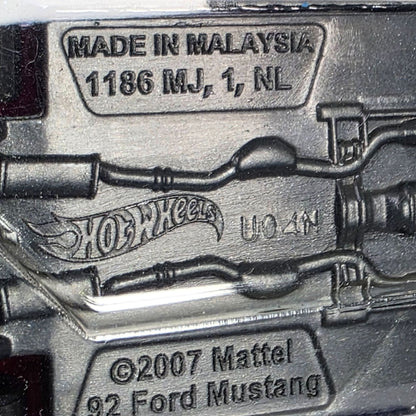 MADE IN MALAYSIA
1186 MJ, 1, NL
HOT WHEELS
U04N
©2007 Mattel
92 Ford Mustang